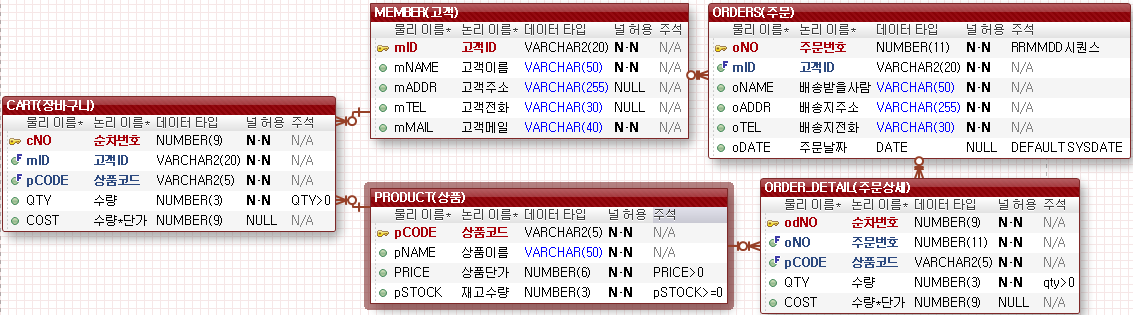 MEMBER(고객)
물리 이름* 논리 이름* 데이터 타입 널 허용 주석
mID 고객ID VARCHAR2(20) N-N N/A
mNAME 고객이름 VARCHAR(50) N-N N/A
mADDR 고객주소 VARCHAR(255) NULL N/A
mTEL 고객전화 VARCHAR(30) NULL N/A
mMAIL 고객메일 VARCHAR(40) N-N N/A
ORDERS(주문)
물리 이름* 논리 이름* 데이터 타입 널 허용 주석
oNO 주문번호 NUMBER(11) N-N RRMMDD시퀀스
mID 고객ID VARCHAR2(20) N-N N/A
oNAME 배송받을사람 VARCHAR(50) N-N N/A
oADDR 배송지주소 VARCHAR(255) N-N N/A
oTEL 배송지전화 VARCHAR(30) N-N N/A
oDATE 주문날짜 DATE NULL DEFAULT SYSDATE
CART(장바구니)
물리 이름* 논리 이름* 데이터 타입 널 허용 주석
cNO 순차번호 NUMBER(9) N-N N/A
mID 고객ID VARCHAR2(20) N-N N/A
pCODE 상품코드 VARCHAR2(5) N-N N/A
QTY 수량 NUMBER(3) N-N QTY>0
COST 수량*단가 NUMBER(9) NULL N/A
PRODUCT(상품)
물리 이름* 논리 이름* 데이터 타입 널 허용 주석
pCODE 상품코드 VARCHAR2(5) N-N N/A
pNAME 상품이름 VARCHAR(50) N-N N/A
PRICE 상품단가 NUMBER(6) N-N PRICE>0
pSTOCK 재고수량 NUMBER(3) N-N pSTOCK>=0
ORDER_DETAIL(주문상세)
물리 이름* 논리 이름* 데이터 타입 널 허용 주석
odNO 순차번호 NUMBER(9) N-N N/A
oNO 주문번호 NUMBER(11) N-N N/A
pCODE 상품코드 VARCHAR2(5) N-N N/A
QTY 수량 NUMBER(3) N-N qty>0
COST 수량*단가 NUMBER(9) NULL N/A